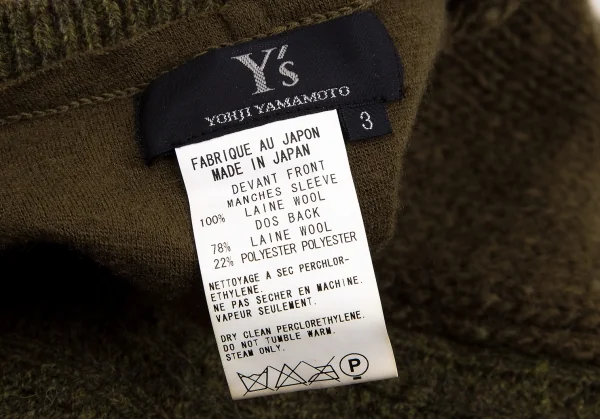 Y's
YOHJI YAMAMOTO
3
FABRIQUE AU JAPON
MADE IN JAPAN
DEVANT FRONT
MANCHES SLEEVE
100% LAINE WOOL
DOS BACK
78% LAINE WOOL
22% POLYESTER POLYESTER
NETTOYAGE A SEC PERCHLOR-
ETHYLENE.
NE PAS SECHER EN MACHINE.
VAPEUR SEULEMENT.
DRY CLEAN PERCLORETHYLENE.
DO NOT TUMBLE WARM.
STEAM ONLY.
P